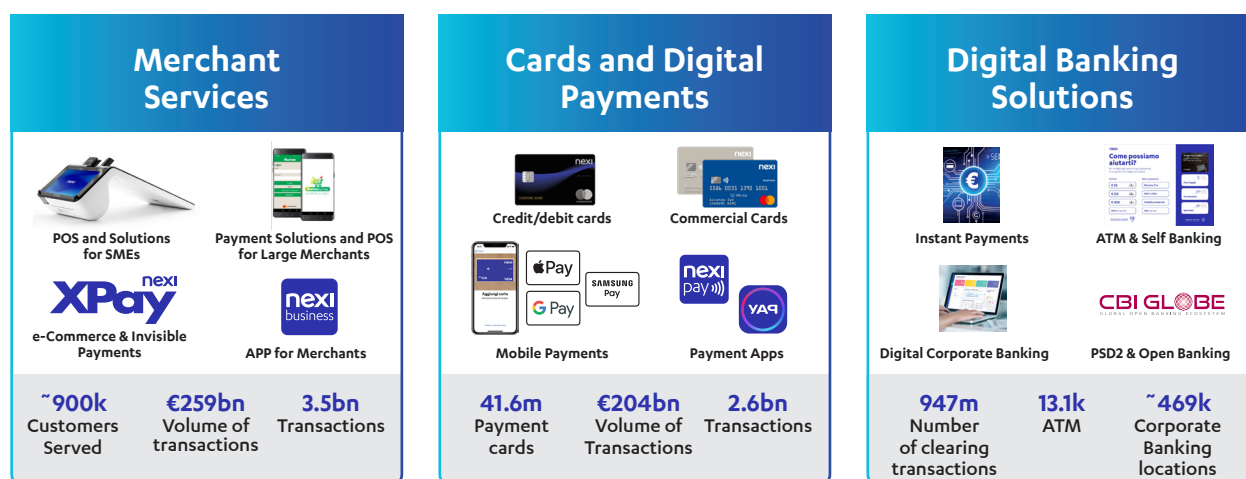 Merchant
Services
POS and Solutions
for SMEs
Payment Solutions and POS
for Large Merchants
nexi
XPay
e-Commerce & Invisible
Payments
nexi
business
APP for Merchants
~900k
Customers
Served
€259bn
Volume of
transactions
3.5bn
Transactions
Cards and Digital
Payments
nexi
Credit/debit cards
nexi
nexi
Commercial Cards
nexi
Aggiungi carta
Pay
G Pay
SAMSUNG
Pay
Mobile Payments
nexi
pay
YAP
Payment Apps
41.6m
Payment
cards
€204bn
Volume of
Transactions
2.6bn
Transactions
Digital Banking
Solutions
€
Instant Payments
Come possiamo
aiutarti?
ATM & Self Banking
Digital Corporate Banking
CBI GLOBE
GLOBAL OPEN BANKING ECOSYSTEM
PSD2 & Open Banking
947m
Number
of clearing
transactions
13.1k
ATM
~469k
Corporate
Banking
locations